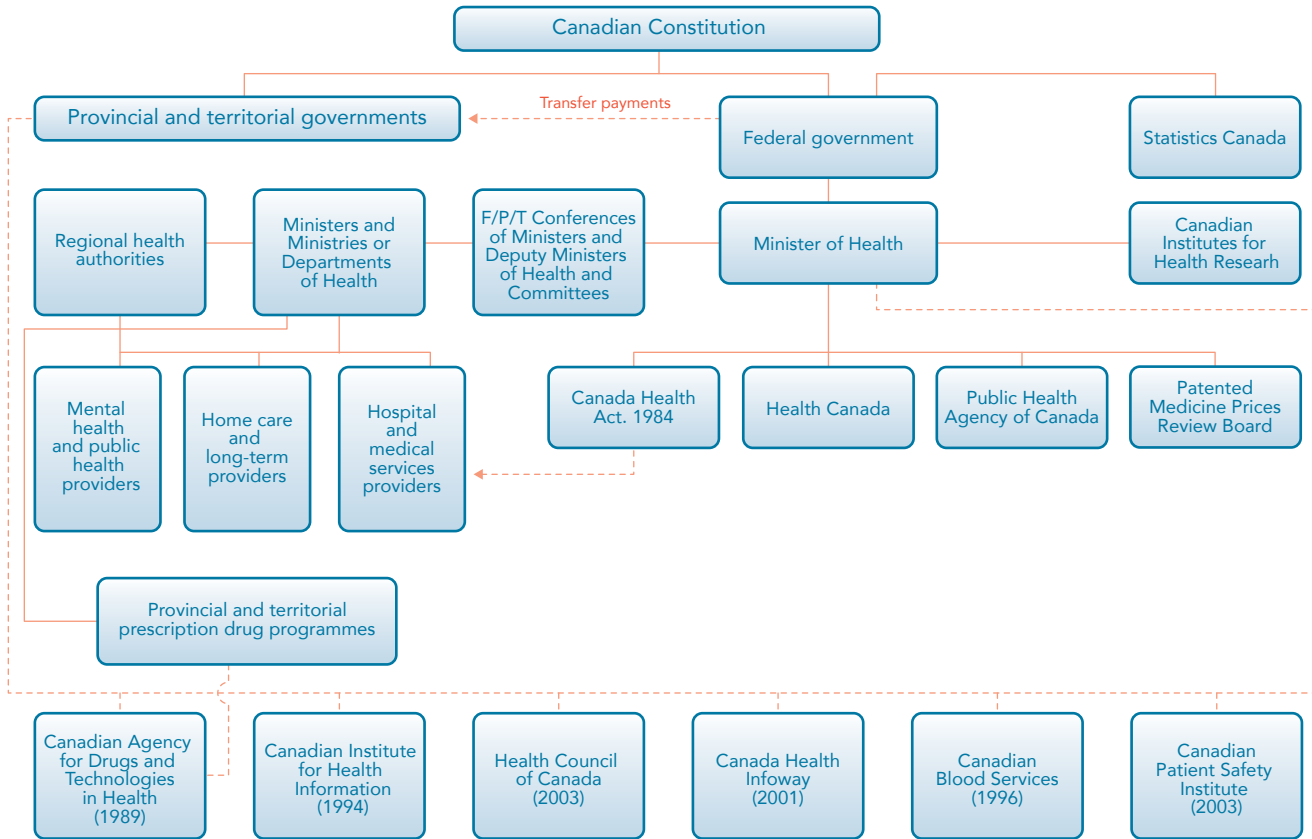 Canadian Constitution
Transfer payments
Provincial and territorial governments
Federal government
Statistics Canada
Regional health
authorities
Ministers and
Ministries or
Departments
of Health
F/P/T Conferences
of Ministers and
Deputy Ministers
of Health and
Committees
Minister of Health
Canadian
Institutes for
Health Researh
Mental
health
and public
health
providers
Home care
and
long-term
providers
Hospital
and
medical
services
providers
Canada Health
Act. 1984
Health Canada
Public Health
Agency of Canada
Patented
Medicine Prices
Review Board
Provincial and territorial
prescription drug programmes
Canadian Agency
for Drugs and
Technologies
in Health
(1989)
Canadian Institute
for Health
Information
(1994)
Health Council
of Canada
(2003)
Canada Health
Infoway
(2001)
Canadian
Blood Services
(1996)
Canadian
Patient Safety
Institute
(2003)